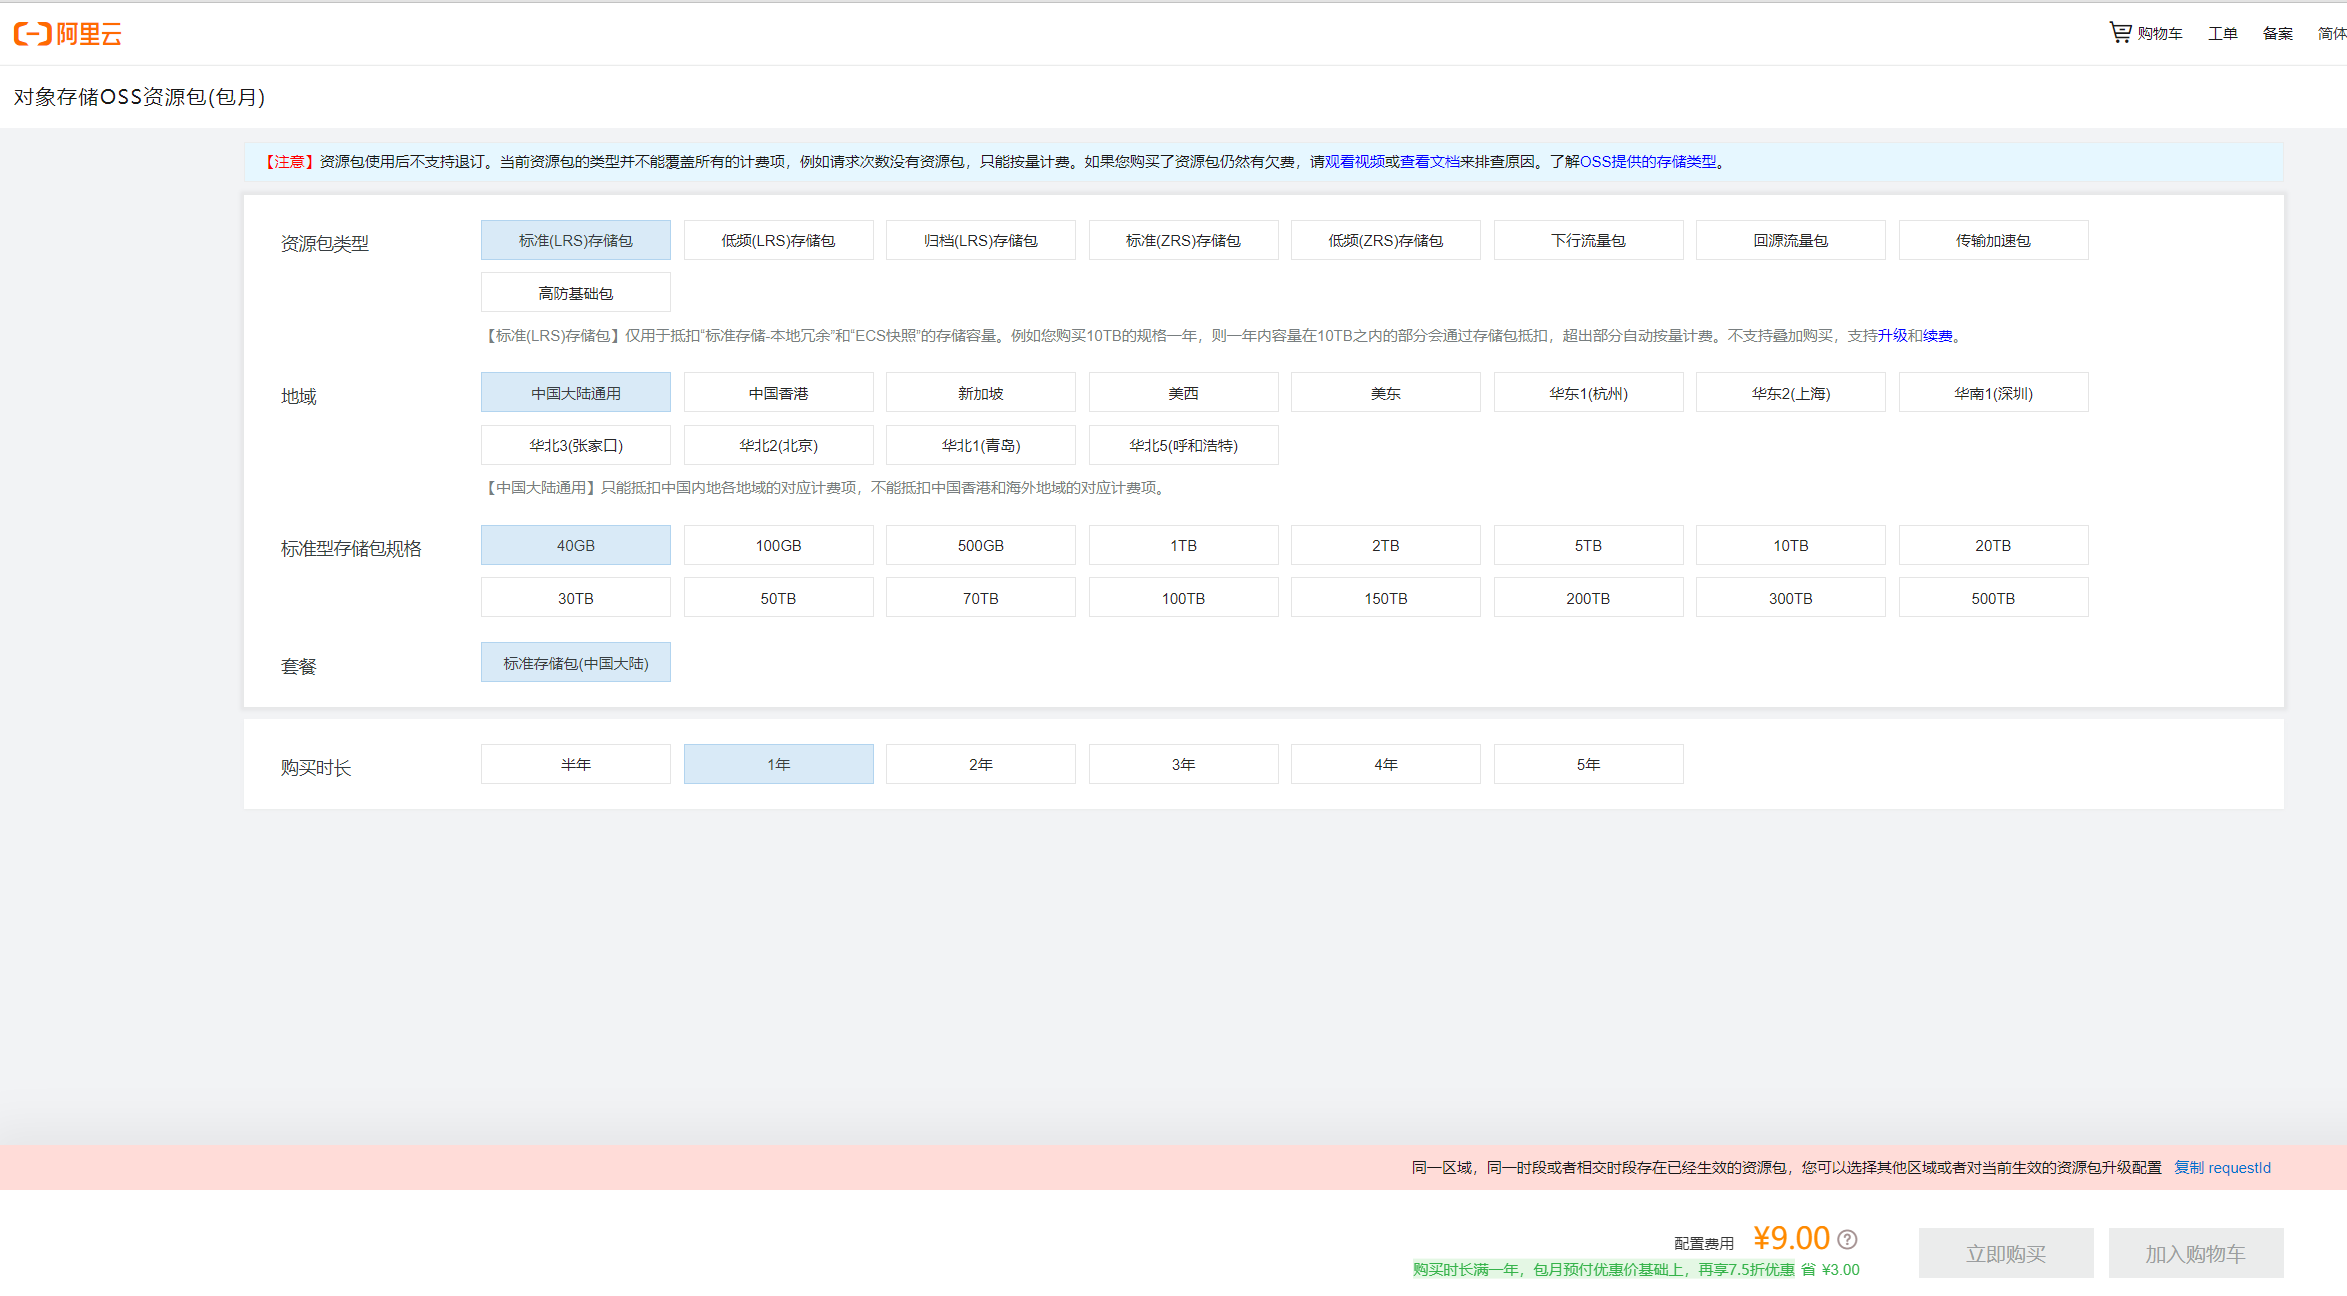 阿里云
购物车 工单 备案 简体
对象存储OSS资源包(包月)
【注意】资源包使用后不支持退订。当前资源包的类型并不能覆盖所有的计费项，例如请求次数没有资源包，只能按量计费。如果您购买了资源包仍然有欠费，请观看视频或查看文档来排查原因。了解OSS提供的存储类型。
资源包类型 标准(LRS)存储包 低频(LRS)存储包 归档(LRS)存储包 标准(ZRS)存储包 低频(ZRS)存储包 下行流量包 回源流量包 传输加速包
高防基础包
【标准(LRS)存储包】仅用于抵扣“标准存储-本地冗余”和“ECS快照”的存储容量。例如您购买10TB的规格一年，则一年内容量在10TB之内的部分会通过存储包抵扣，超出部分自动按量计费。不支持叠加购买，支持升级和续费。
地域 中国大陆通用 中国香港 新加坡 美西 美东 华东1(杭州) 华东2(上海) 华南1(深圳)
华北3(张家口) 华北2(北京) 华北1(青岛) 华北5(呼和浩特)
【中国大陆通用】只能抵扣中国内地各地域的对应计费项，不能抵扣中国香港和海外地域的对应计费项。
标准型存储包规格 40GB 100GB 500GB 1TB 2TB 5TB 10TB 20TB
30TB 50TB 70TB 100TB 150TB 200TB 300TB 500TB
套餐 标准存储包(中国大陆)
购买时长 半年 1年 2年 3年 4年 5年
同一区域，同一时段或者相交时段存在已经生效的资源包，您可以选择其他区域或者对当前生效的资源包升级配置 复制 requestId
配置费用 ¥9.00 ? 立即购买 加入购物车
购买时长满一年，包月预付优惠价基础上，再享7.5折优惠 省 ¥3.00